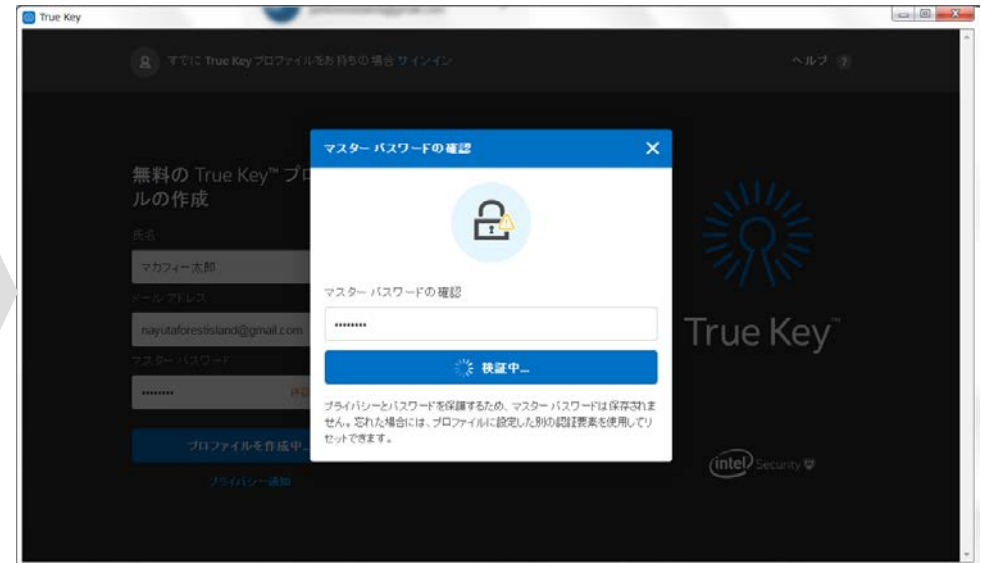 True Key
すでに True Key プロファイルをお持ちの場合 サインイン
ヘルプ ?
無料の True Key™ プロ
ルの作成
氏名
マカフィー太郎
メール アドレス
nayutaforestisland@gmail.com
マスター パスワード
••••••••
プロファイルを作成中...
プライバシー通知
マスター パスワードの確認
マスター パスワードの確認
••••••••
検証中...
プライバシーとパスワードを保護するため、マスター パスワードは保存されま
せん。忘れた場合には、プロファイルに設定した別の認証要素を使用してリ
セットできます。
True Key™
intel Security